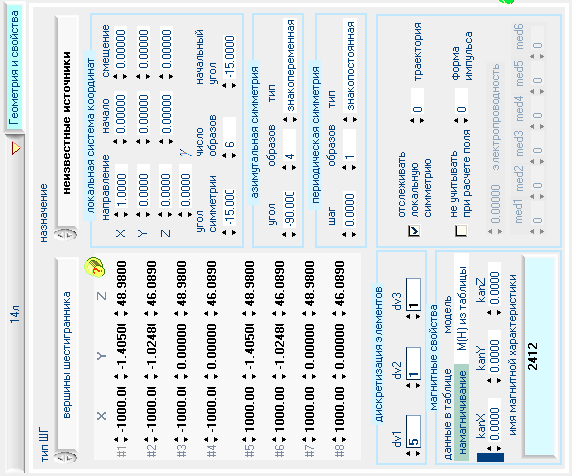 14л
Геометрия и свойства
тип ШГ
вершины шестигранника
X Y Z
#1 -1000.0( -1.4050( 48.9800
#2 -1000.0( -1.0248( 46.0890
#3 -1000.0( 0.00000 48.9800
#4 -1000.0( 0.00000 46.0890
#5 1000.00 -1.4050( 48.9800
#6 1000.00 -1.0248( 46.0890
#7 1000.00 0.00000 48.9800
#8 1000.00 0.00000 46.0890
дискретизация элементов
dv1 dv2 dv3
5 1 1
магнитные свойства
данные в таблице модель
намагничивание M(H) из таблицы
kanX kanY kanZ
0.0000 0.0000 0.0000
имя магнитной характеристики
2412
назначение
неизвестные источники
локальная система координат
направление начало смещение
X 1.0000 0.00000 0.00000
Y 0.0000 0.00000 0.00000
Z 0.0000 0.00000 0.00000
0.0000 γ
угол симметрии число образов начальный угол
-15.000 6 -15.0000
азимутальная симметрия
угол образов тип
-90.000 4 знакопеременная
периодическая симметрия
шаг образов тип
0.0000 1 знакопостоянная
отслеживать
локальную
симметрию
0 траектория
не учитывать
при расчете поля
0 форма
импульса
0.00000 электропроводность
med1 med2 med3 med4 med5 med6
0 0 0 0 0 0